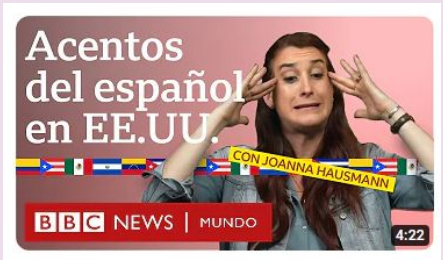 Acentos
del español
en EE.UU.
CON JOANNA HAUSMANN
BBC NEWS | MUNDO
4:22